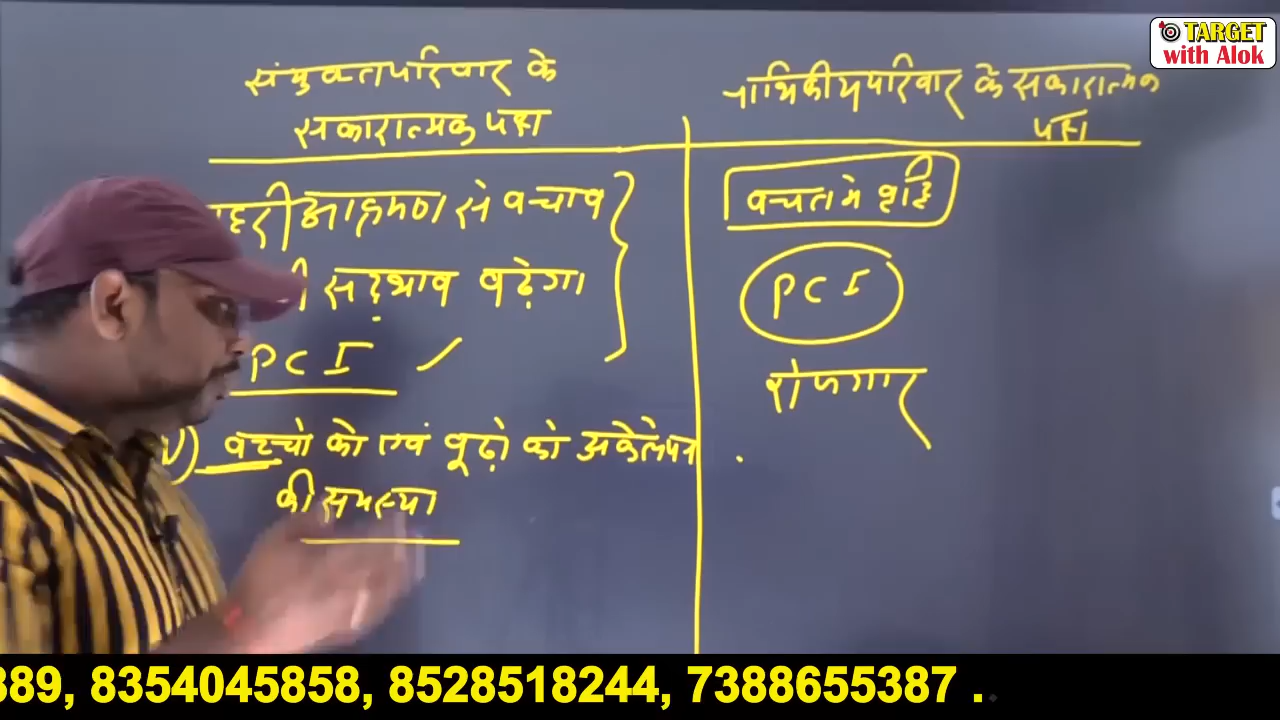 TARGET
with Alok
संयुक्त परिवार के
सकारात्मक पक्ष
नाभिकीय परिवार के सकारात्मक
पक्ष
आक्रमण से बचाव
सद्भाव बढ़ेगा
PCI ✓
बच्चो को एवं बूढ़ो को अकेलेपन
की समस्या
बचत मे वृद्धि
PCI
रोजगार
389, 8354045858, 8528518244, 7388655387 .